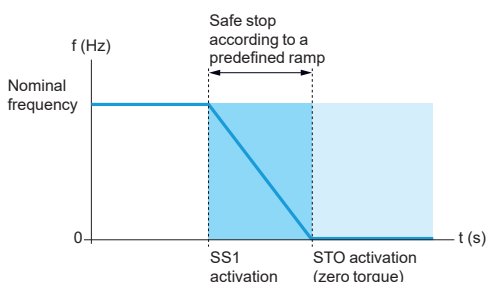 Safe stop
according to a
predefined ramp
f (Hz)
Nominal
frequency
0
t (s)
SS1
activation
STO activation
(zero torque)